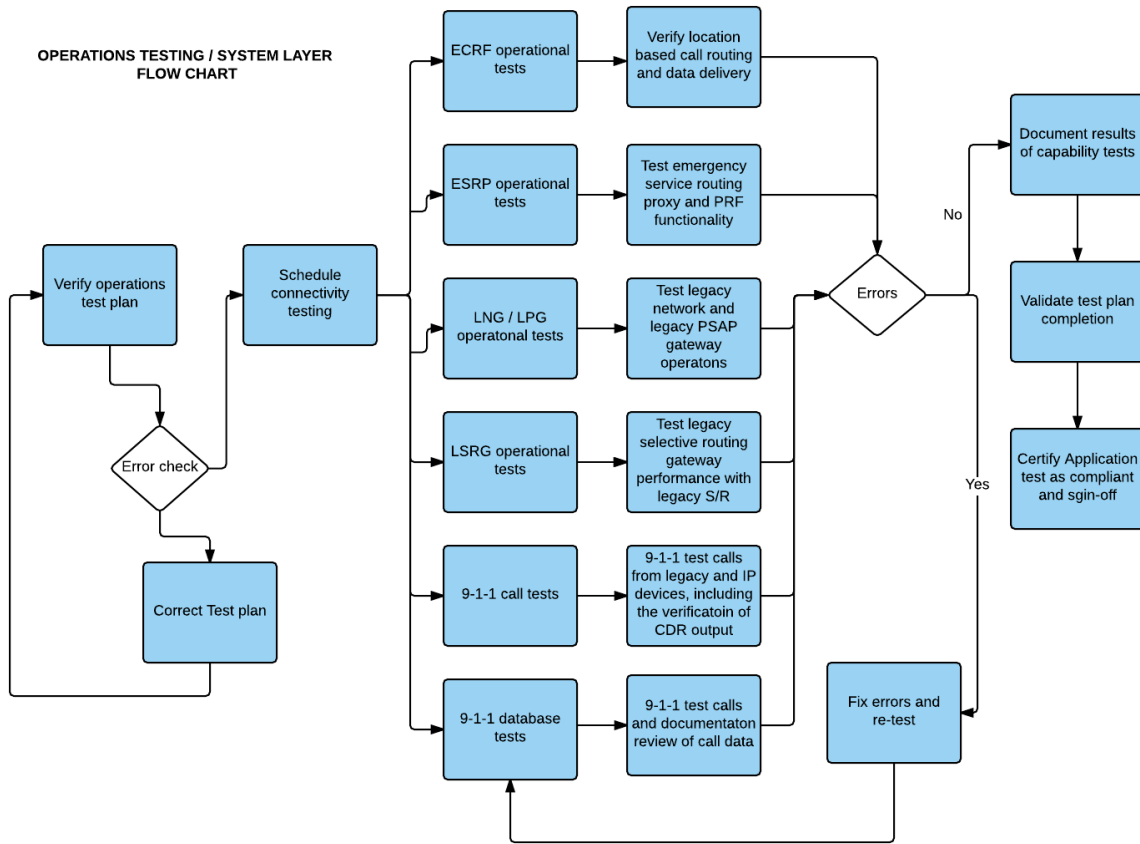 OPERATIONS TESTING / SYSTEM LAYER
FLOW CHART
Verify operations
test plan
Error check
Correct Test plan
Schedule
connectivity
testing
ECRF operational
tests
Verify location
based call routing
and data delivery
ESRP operational
tests
Test emergency
service routing
proxy and PRF
functionality
LNG / LPG
operatonal tests
Test legacy
network and
legacy PSAP
gateway
operatons
LSRG operational
tests
Test legacy
selective routing
gateway
performance with
legacy S/R
9-1-1 call tests
9-1-1 test calls
from legacy and IP
devices, including
the verificatoin of
CDR output
9-1-1 database
tests
9-1-1 test calls
and documentaton
review of call data
Errors
No
Yes
Fix errors and
re-test
Document results
of capability tests
Validate test plan
completion
Certify Application
test as compliant
and sgin-off